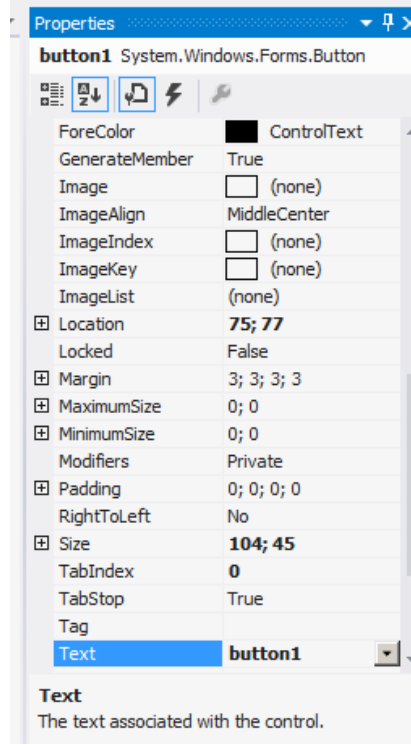 Properties
button1 System.Windows.Forms.Button
ForeColor ControlText
GenerateMember True
Image (none)
ImageAlign MiddleCenter
ImageIndex (none)
ImageKey (none)
ImageList (none)
Location 75; 77
Locked False
Margin 3; 3; 3; 3
MaximumSize 0; 0
MinimumSize 0; 0
Modifiers Private
Padding 0; 0; 0; 0
RightToLeft No
Size 104; 45
TabIndex 0
TabStop True
Tag
Text button1
Text
The text associated with the control.